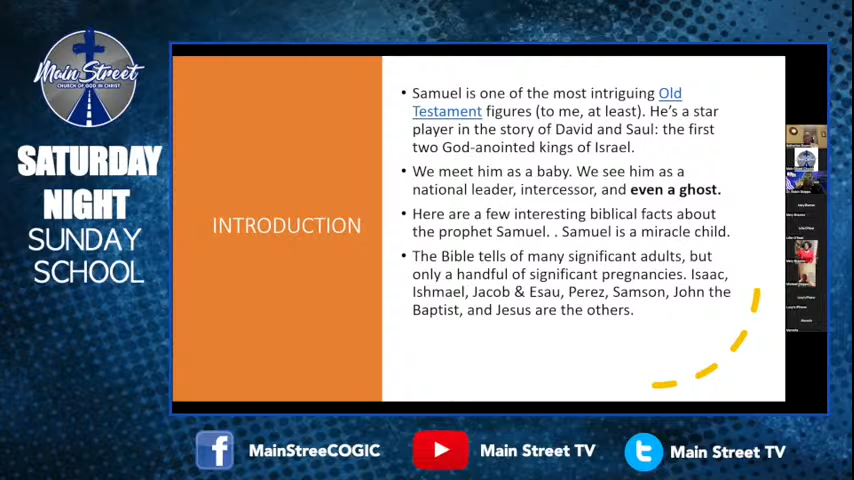 Main Street
CHURCH OF GOD IN CHRIST
SATURDAY
NIGHT
SUNDAY
SCHOOL
INTRODUCTION
• Samuel is one of the most intriguing Old
Testament figures (to me, at least). He's a star
player in the story of David and Saul: the first
two God-anointed kings of Israel.
• We meet him as a baby. We see him as a
national leader, intercessor, and even a ghost.
• Here are a few interesting biblical facts about
the prophet Samuel. . Samuel is a miracle child.
• The Bible tells of many significant adults, but
only a handful of significant pregnancies. Isaac,
Ishmael, Jacob & Esau, Perez, Samson, John the
Baptist, and Jesus are the others.
MainStreeCOGIC
Main Street TV
Main Street TV